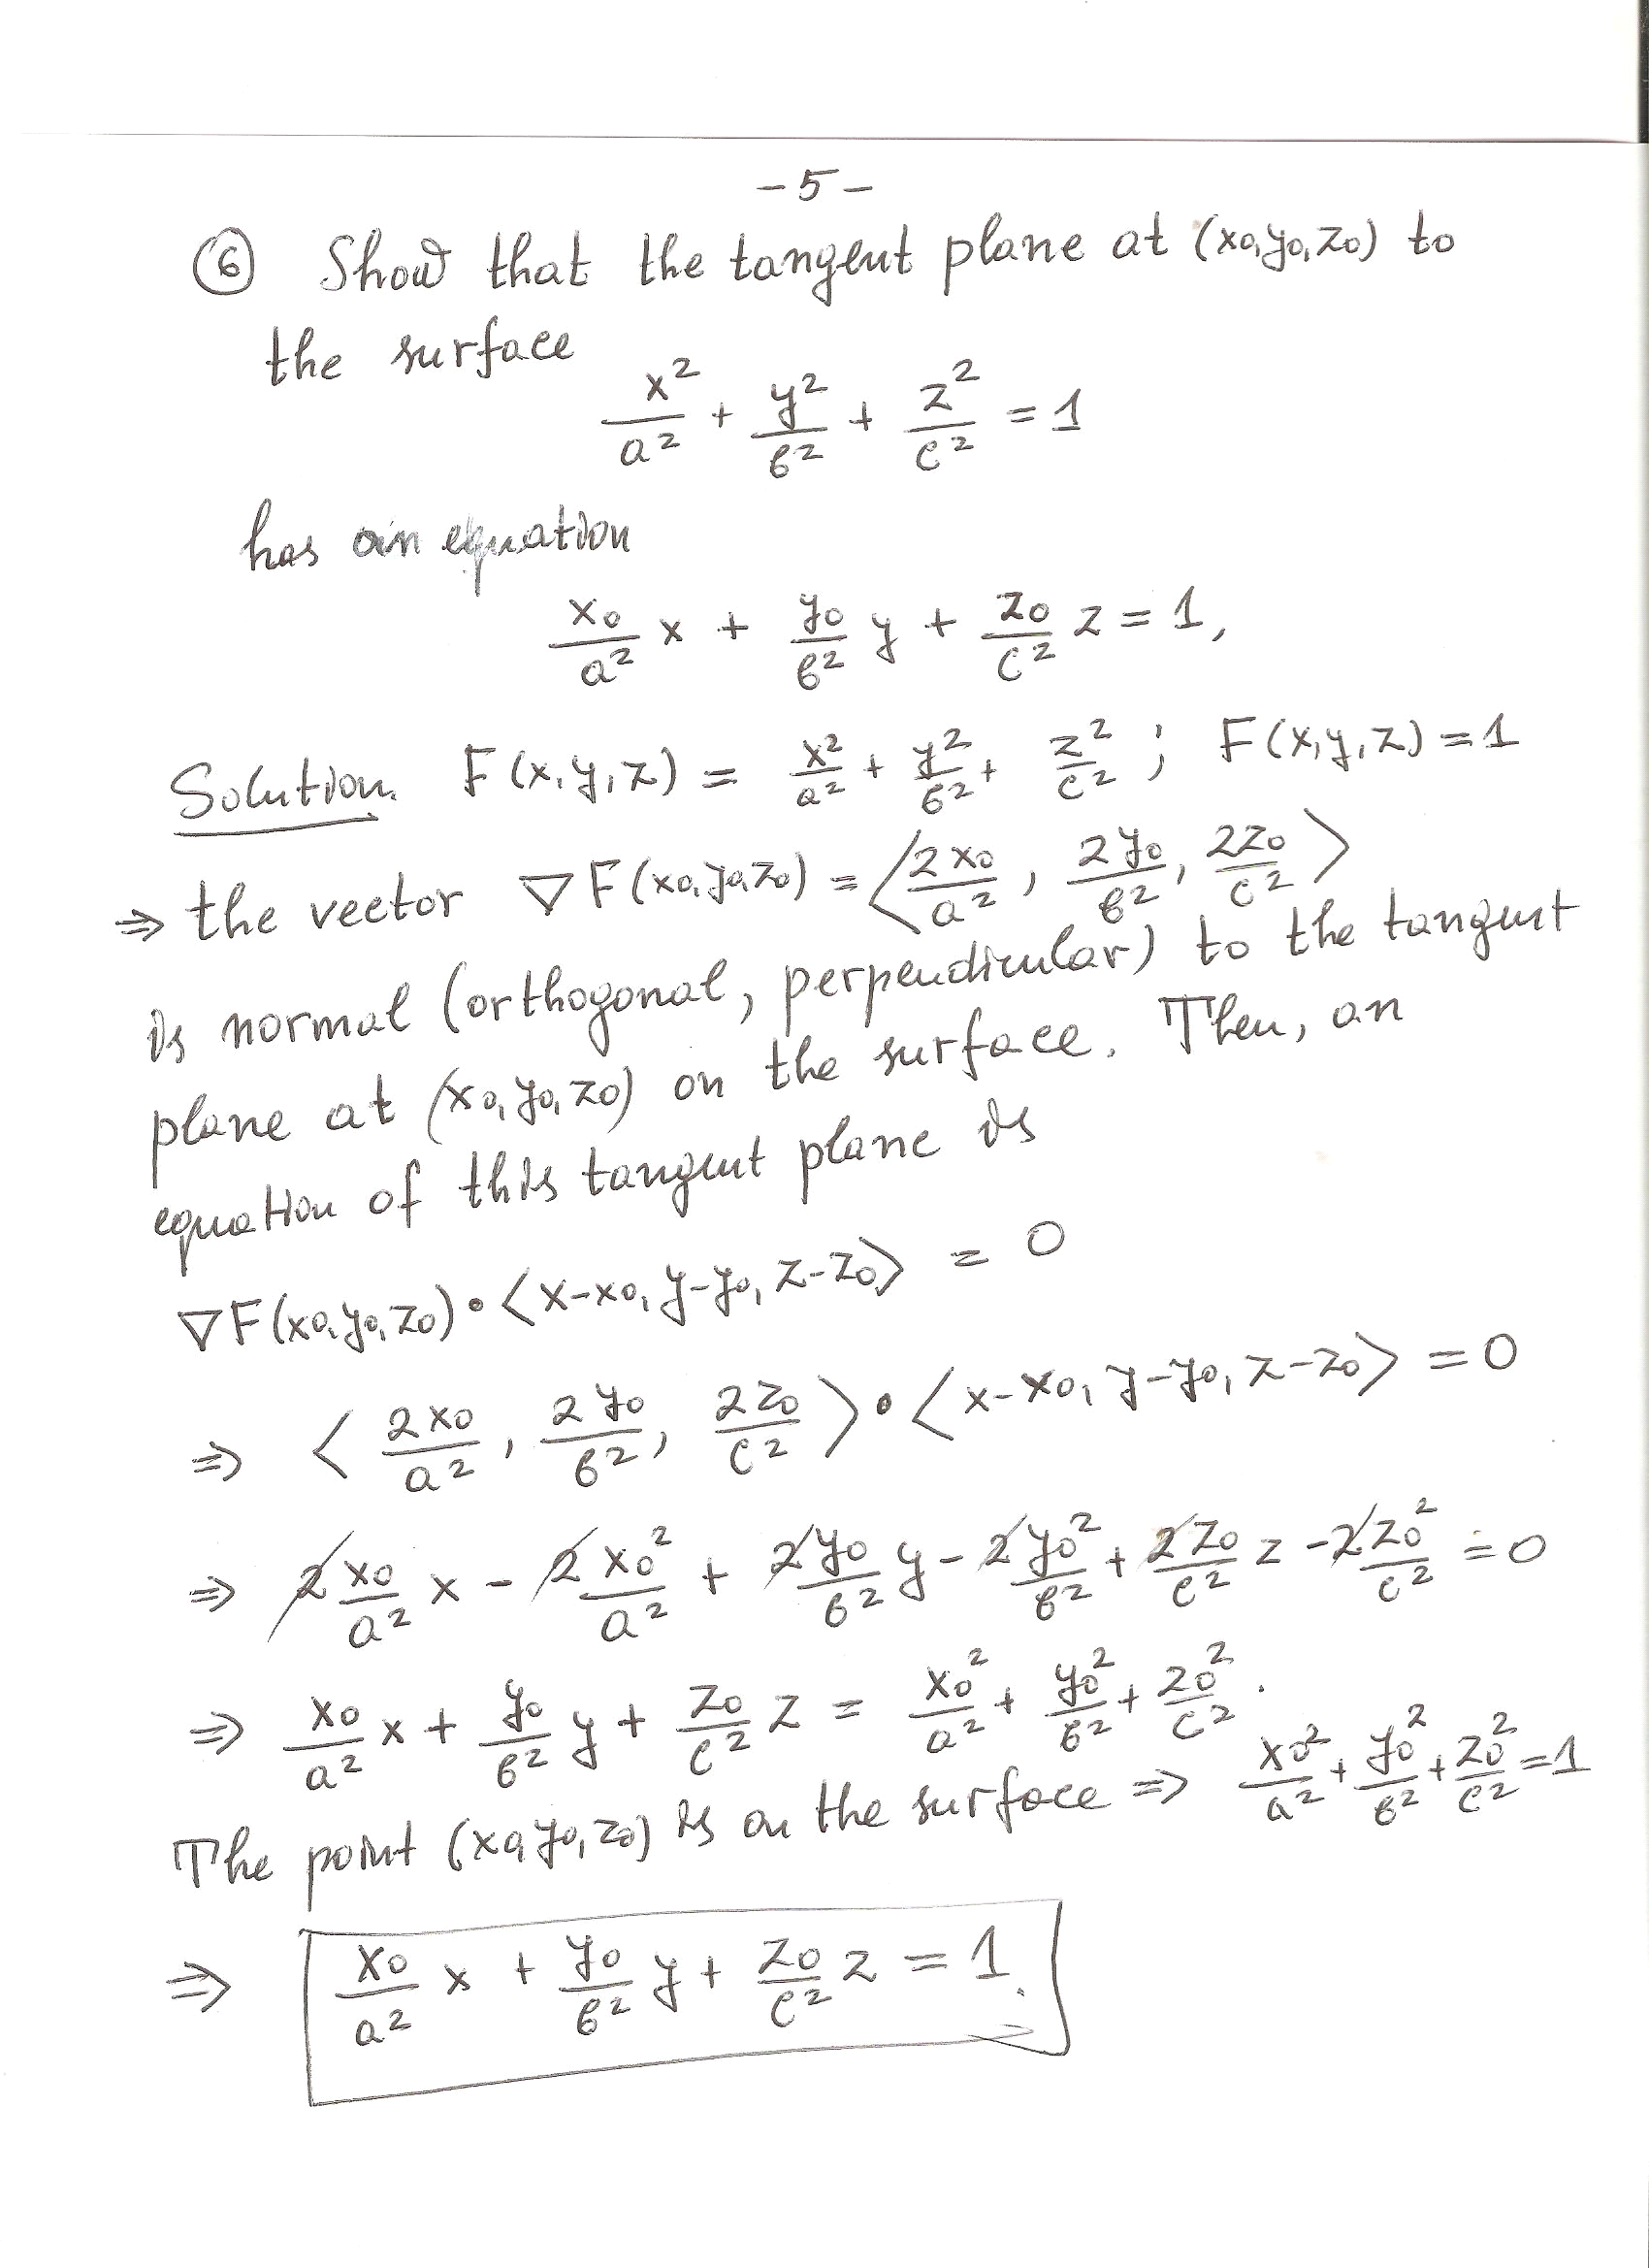 -5-
⑥ Show that the tangent plane at (x₀,y₀,z₀) to
the surface
x²/a² + y²/b² + z²/c² = 1
has an equation
x₀/a² x + y₀/b² y + z₀/c² z = 1,
Solution. F(x,y,z) = x²/a² + y²/b² + z²/c² ; F(x,y,z) = 1
⇒ the vector ∇F(x₀,y₀,z₀) = ⟨2x₀/a², 2y₀/b², 2z₀/c²⟩
is normal (orthogonal, perpendicular) to the tangent
plane at (x₀,y₀,z₀) on the surface. Then, an
equation of this tangent plane is
∇F(x₀,y₀,z₀)•⟨x-x₀, y-y₀, z-z₀⟩ = 0
⇒ ⟨2x₀/a², 2y₀/b², 2z₀/c²⟩•⟨x-x₀, y-y₀, z-z₀⟩ = 0
⇒ 2x₀/a² x - 2x₀²/a² + 2y₀/b² y - 2y₀²/b² + 2z₀/c² z - 2z₀²/c² = 0
⇒ x₀/a² x + y₀/b² y + z₀/c² z = x₀²/a² + y₀²/b² + z₀²/c².
The point (x₀,y₀,z₀) is on the surface ⇒ x₀²/a² + y₀²/b² + z₀²/c² = 1
⇒ x₀/a² x + y₀/b² y + z₀/c² z = 1.